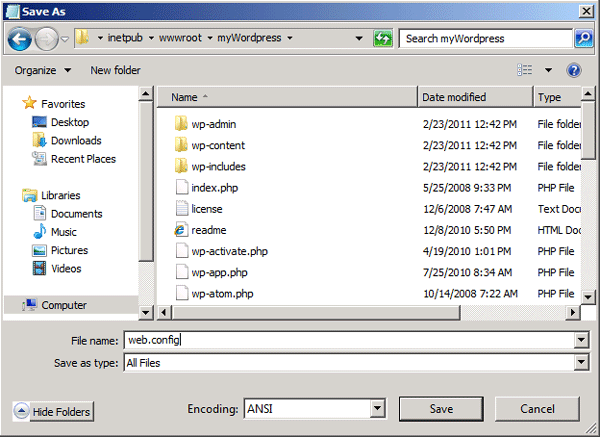 Save As
inetpub ▸ wwwroot ▸ myWordpress ▸
Search myWordpress
Organize New folder
Favorites
Desktop
Downloads
Recent Places
Libraries
Documents
Music
Pictures
Videos
Computer
Name Date modified Type
wp-admin 2/23/2011 12:42 PM File folder
wp-content 2/23/2011 12:42 PM File folder
wp-includes 2/23/2011 12:42 PM File folder
index.php 5/25/2008 9:33 PM PHP File
license 12/6/2008 7:47 AM Text Docu
readme 12/8/2010 5:50 PM HTML Doc
wp-activate.php 4/19/2010 1:01 PM PHP File
wp-app.php 7/25/2010 8:34 AM PHP File
wp-atom.php 10/14/2008 7:22 AM PHP File
File name: web.config
Save as type: All Files
Hide Folders
Encoding: ANSI
Save Cancel